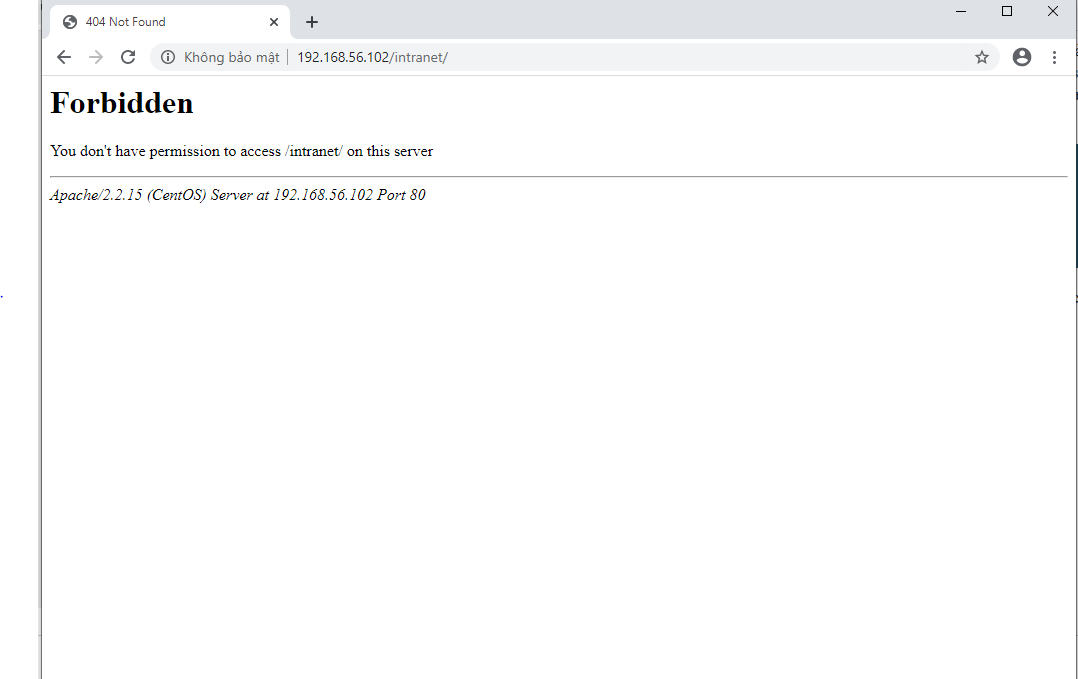 404 Not Found
Không bảo mật 192.168.56.102/intranet/
Forbidden
You don't have permission to access /intranet/ on this server
Apache/2.2.15 (CentOS) Server at 192.168.56.102 Port 80